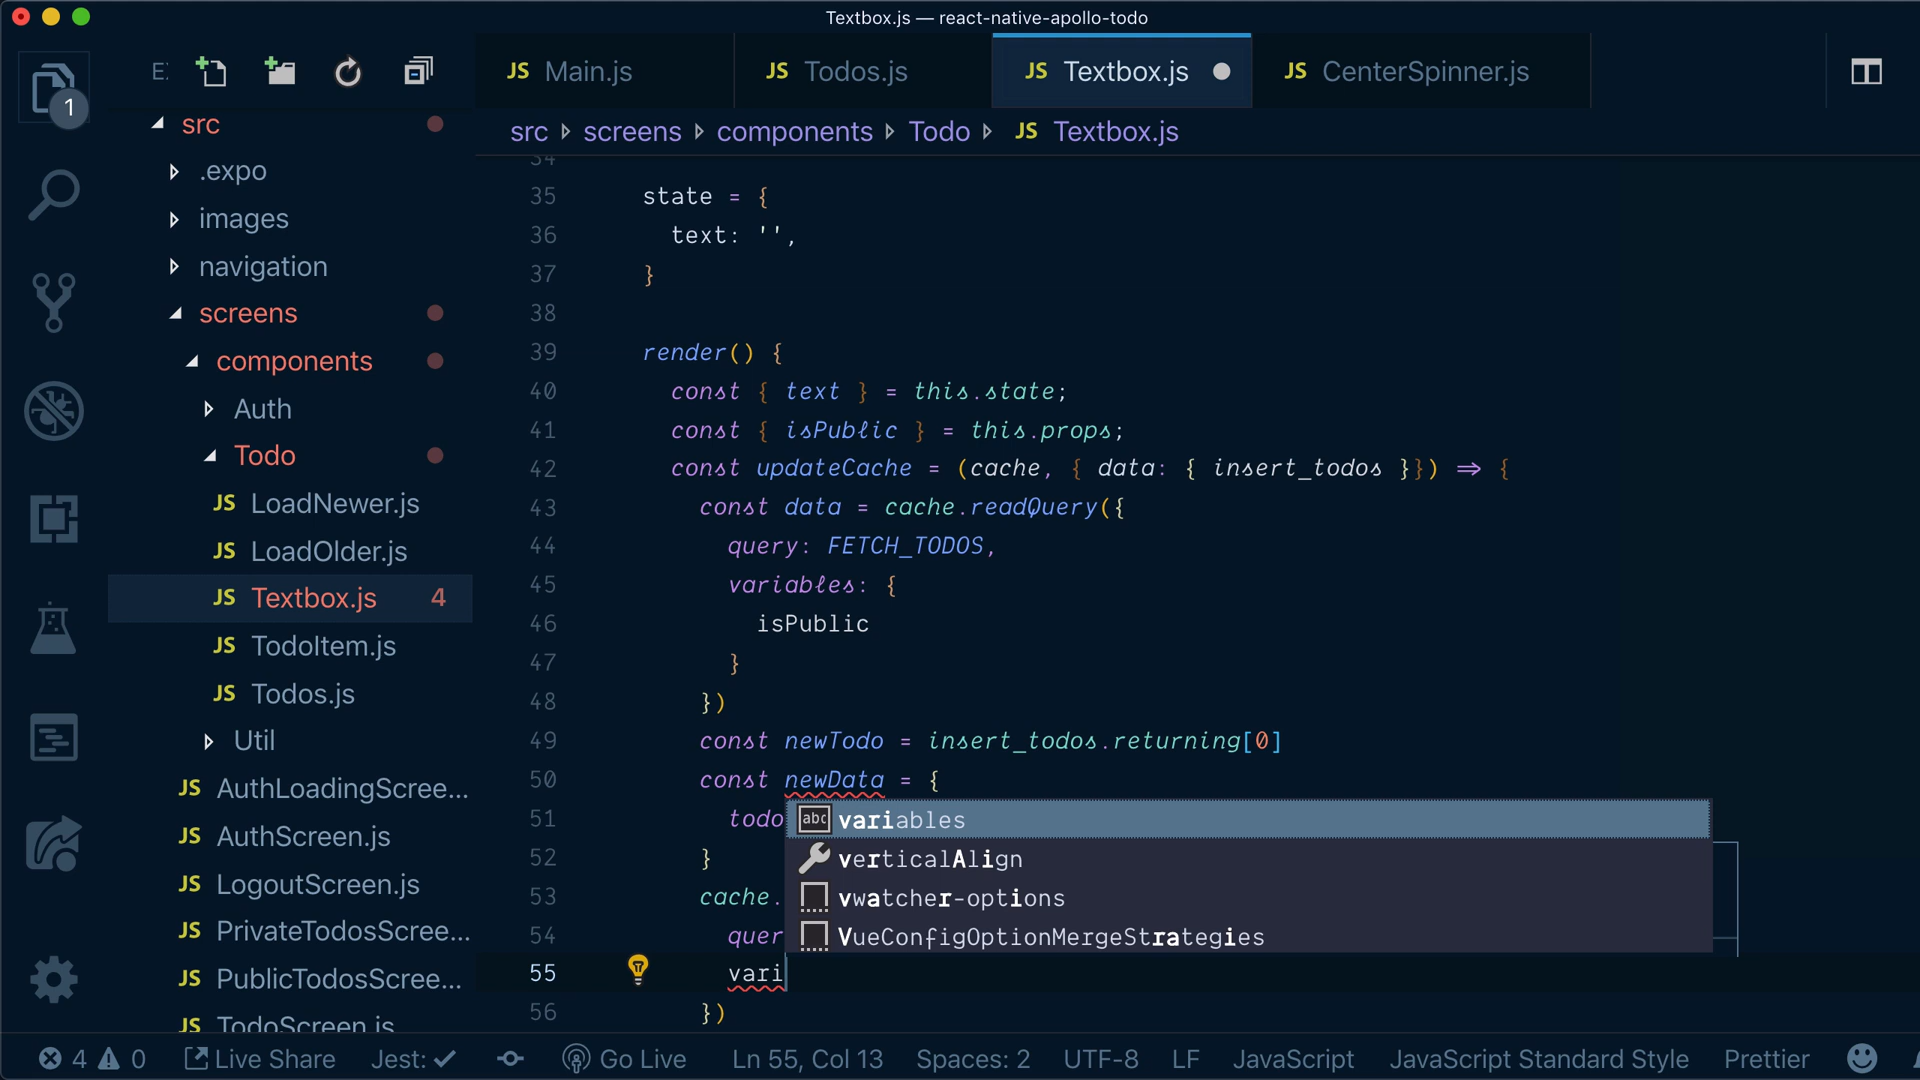 Textbox.js — react-native-apollo-todo
1
E:
JS Main.js
JS Todos.js
JS Textbox.js
JS CenterSpinner.js
src
.expo
images
navigation
screens
components
Auth
Todo
JS LoadNewer.js
JS LoadOlder.js
JS Textbox.js 4
JS TodoItem.js
JS Todos.js
Util
JS AuthLoadingScree...
JS AuthScreen.js
JS LogoutScreen.js
JS PrivateTodosScree...
JS PublicTodosScree...
JS TodoScreen.js
src screens components Todo JS Textbox.js
34
35 state = {
36 text: '',
37 }
38
39 render() {
40 const { text } = this.state;
41 const { isPublic } = this.props;
42 const updateCache = (cache, { data: { insert_todos }}) => {
43 const data = cache.readQuery({
44 query: FETCH_TODOS,
45 variables: {
46 isPublic
47 }
48 })
49 const newTodo = insert_todos.returning[0]
50 const newData = {
51 todo
52 }
53 cache.
54 quer
55 vari
56 })
abc variables
verticalAlign
vwatcher-options
VueConfigOptionMergeStrategies
4 0 Live Share Jest: Go Live Ln 55, Col 13 Spaces: 2 UTF-8 LF JavaScript JavaScript Standard Style Prettier